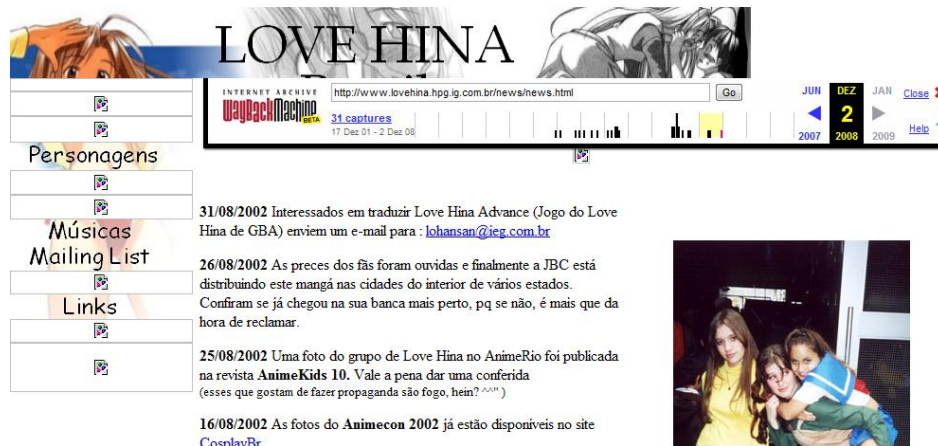 LOVE HINA
INTERNET ARCHIVE
WayBackMachine BETA
http://www.lovehina.hpg.ig.com.br/news/news.html
Go
31 captures
17 Dez 01 - 2 Dez 08
JUN DEZ JAN
2
2007 2008 2009
Close
Help
Personagens
Músicas
Mailing List
Links
31/08/2002 Interessados em traduzir Love Hina Advance (Jogo do Love
Hina de GBA) enviem um e-mail para : lohansan@ieg.com.br
26/08/2002 As preces dos fãs foram ouvidas e finalmente a JBC está
distribuindo este mangá nas cidades do interior de vários estados.
Confiram se já chegou na sua banca mais perto, pq se não, é mais que da
hora de reclamar.
25/08/2002 Uma foto do grupo de Love Hina no AnimeRio foi publicada
na revista AnimeKids 10. Vale a pena dar uma conferida
(esses que gostam de fazer propaganda são fogo, hein? ^^" )
16/08/2002 As fotos do Animecon 2002 já estão disponíveis no site
CosplayBr